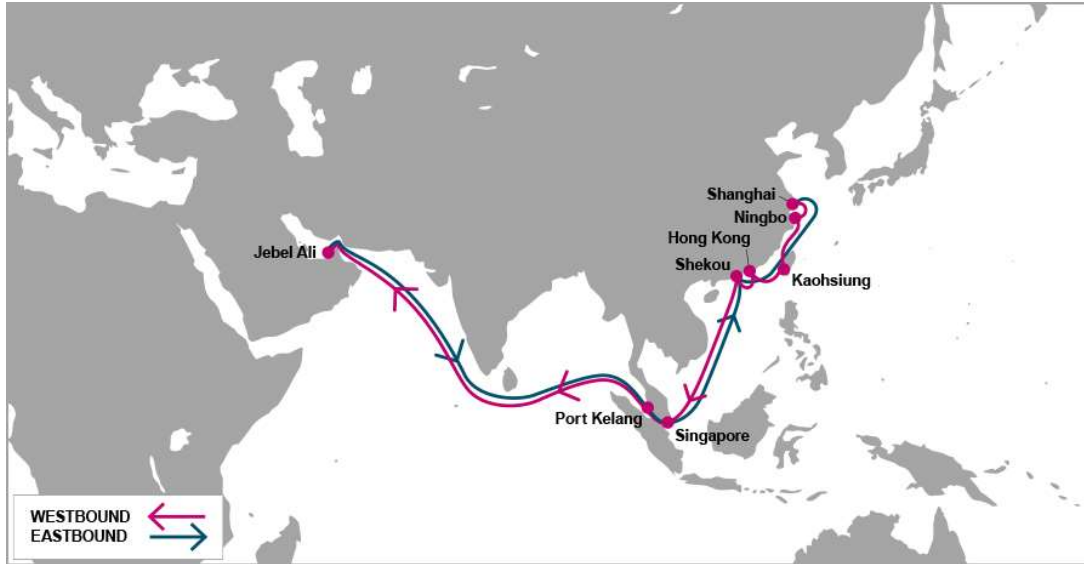 Shanghai
Ningbo
Hong Kong
Jebel Ali
Shekou
Kaohsiung
Port Kelang
Singapore
WESTBOUND
EASTBOUND